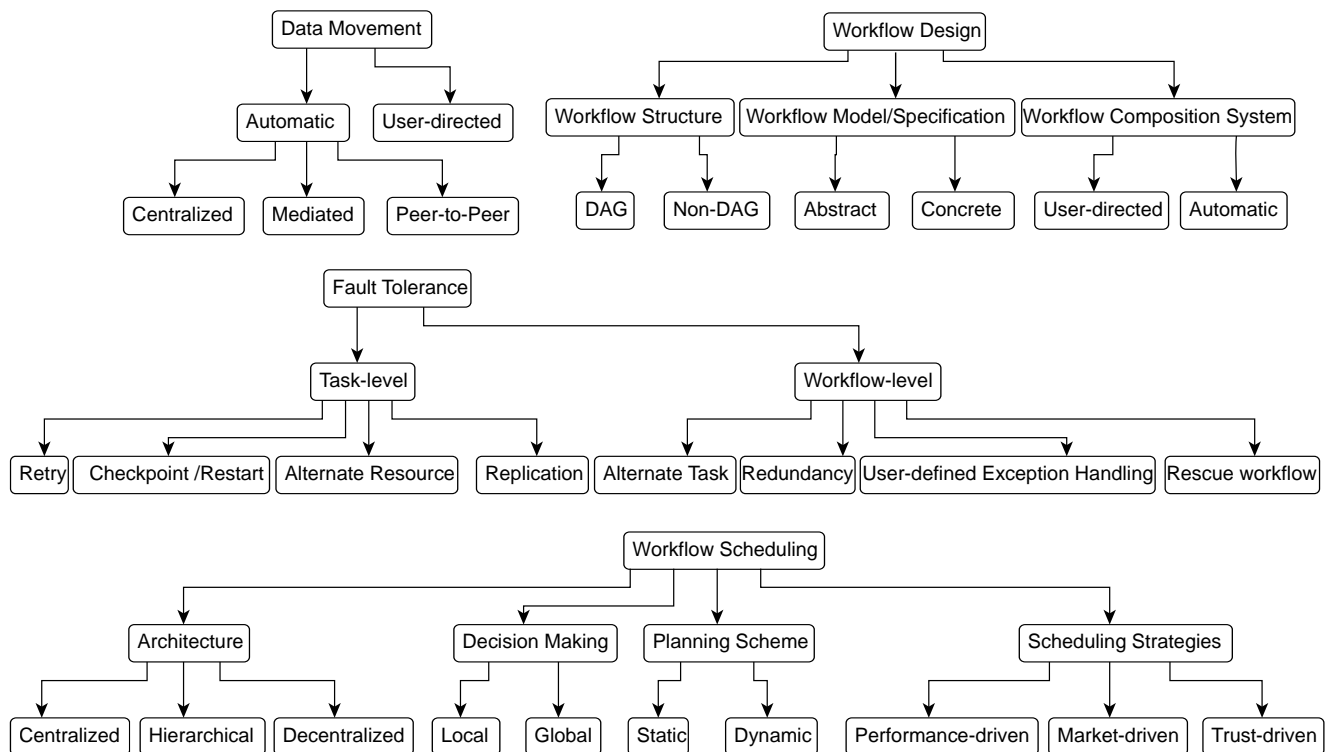 Data Movement
Automatic
User-directed
Centralized
Mediated
Peer-to-Peer
Workflow Design
Workflow Structure
Workflow Model/Specification
Workflow Composition System
DAG
Non-DAG
Abstract
Concrete
User-directed
Automatic
Fault Tolerance
Task-level
Workflow-level
Retry
Checkpoint /Restart
Alternate Resource
Replication
Alternate Task
Redundancy
User-defined Exception Handling
Rescue workflow
Workflow Scheduling
Architecture
Decision Making
Planning Scheme
Scheduling Strategies
Centralized
Hierarchical
Decentralized
Local
Global
Static
Dynamic
Performance-driven
Market-driven
Trust-driven